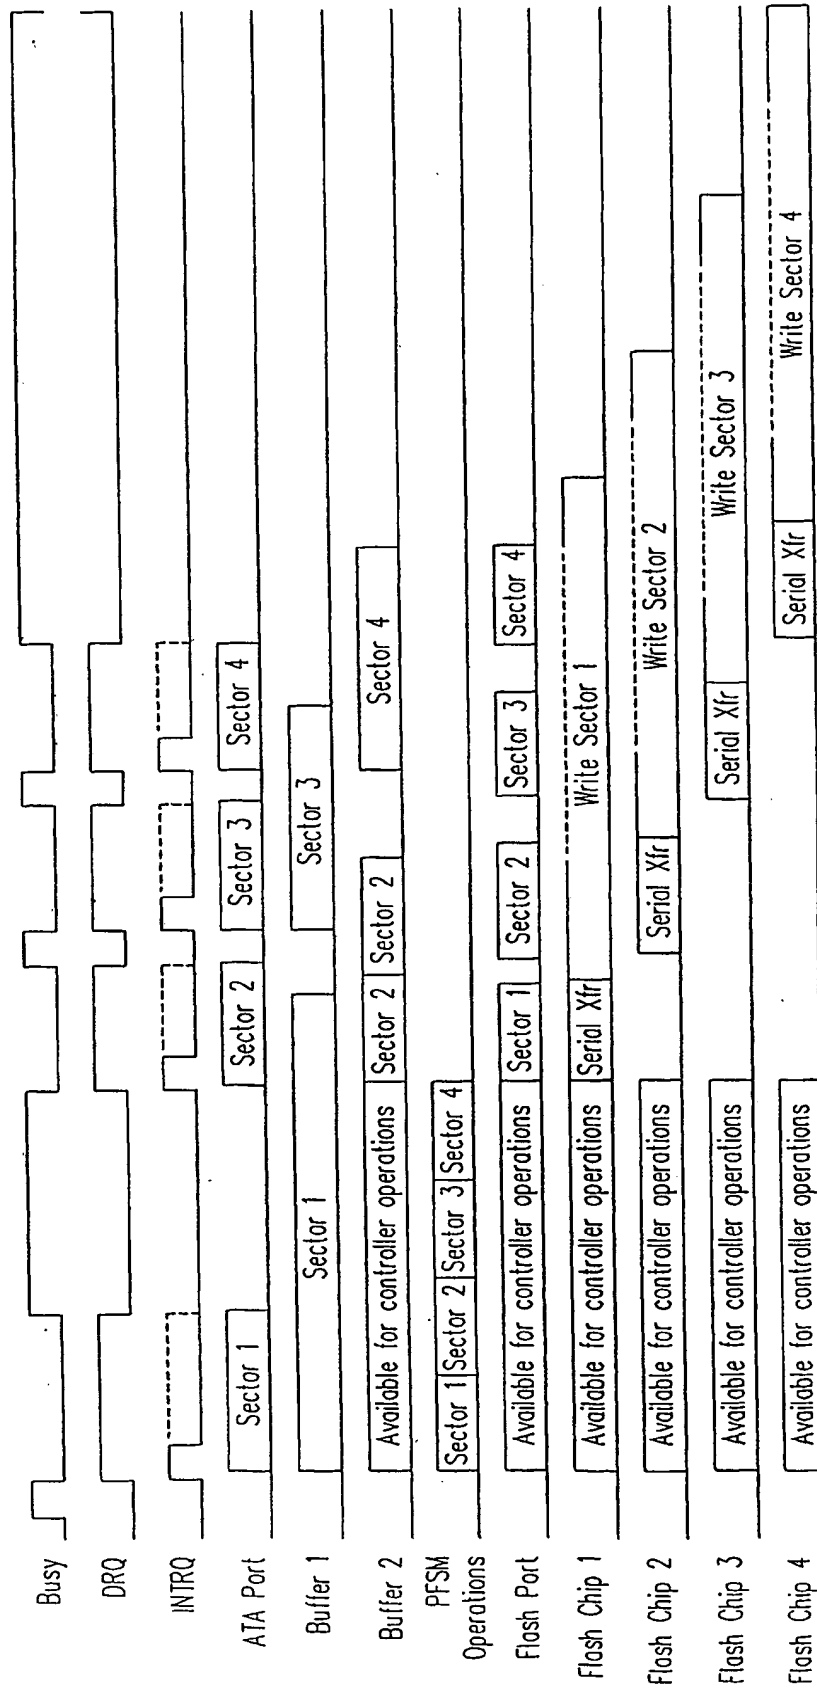 Busy
DRQ
INTRQ
ATA Port
Sector 1
Sector 2
Sector 3
Sector 4
Buffer 1
Sector 1
Sector 3
Buffer 2
Available for controller operations
Sector 2
Sector 2
Sector 4
PFSM
Operations
Sector 1
Sector 2
Sector 3
Sector 4
Flash Port
Available for controller operations
Sector 1
Sector 2
Sector 3
Sector 4
Flash Chip 1
Available for controller operations
Serial Xfr
Write Sector 1
Flash Chip 2
Available for controller operations
Serial Xfr
Write Sector 2
Flash Chip 3
Available for controller operations
Serial Xfr
Write Sector 3
Flash Chip 4
Available for controller operations
Serial Xfr
Write Sector 4